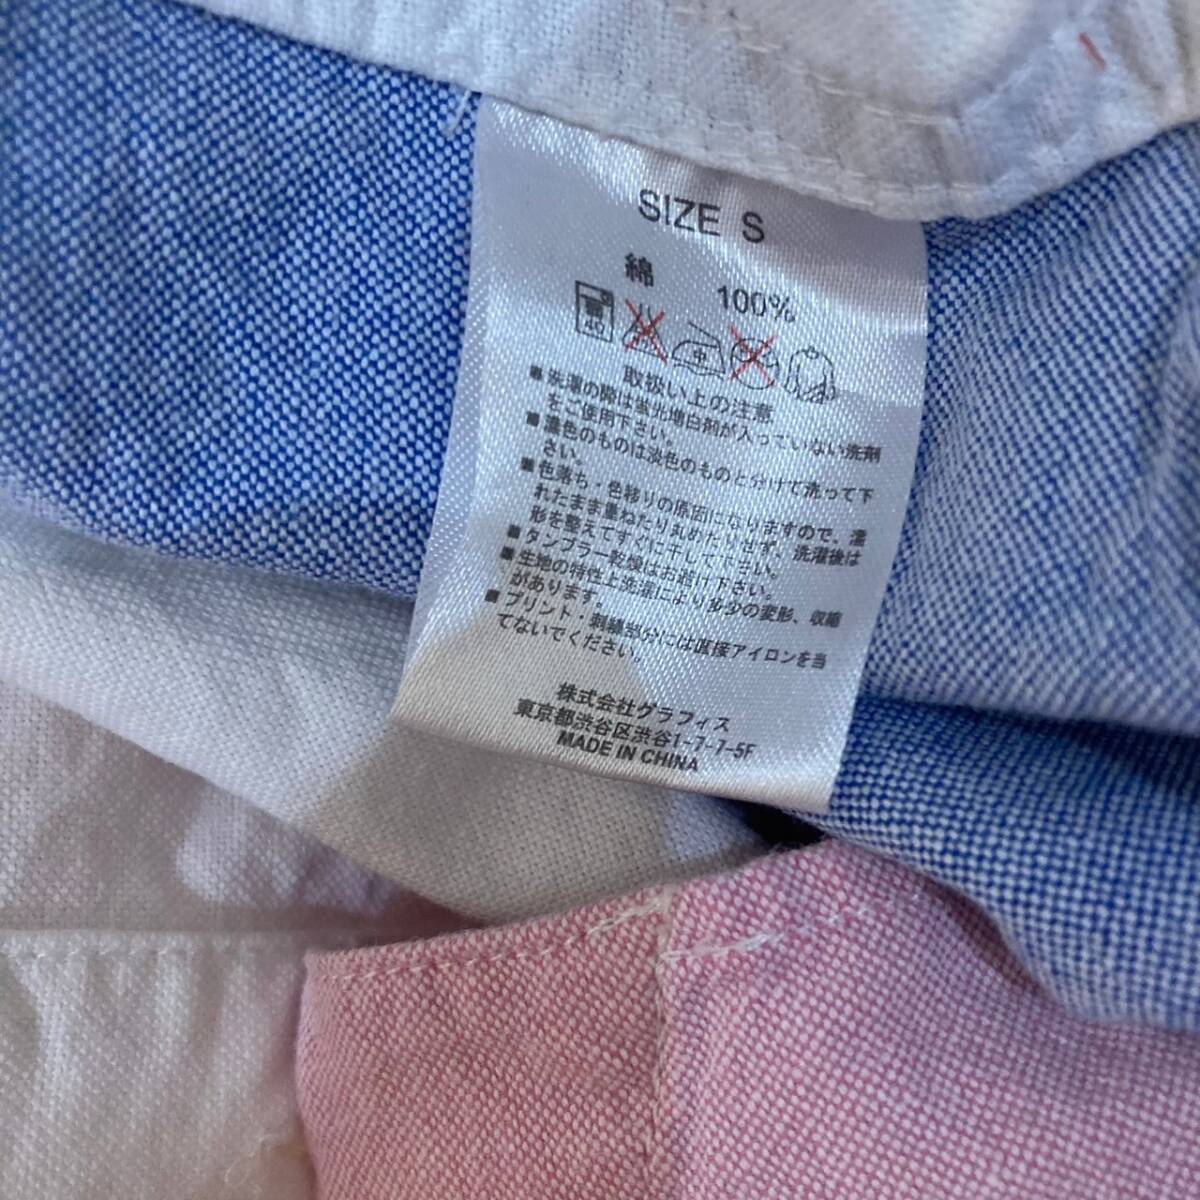 SIZE S
綿 100%
40 中
取扱い上の注意
■洗濯の際は蛍光増白剤が入っていない洗剤
をご使用下さい。
■濃色のものは淡色のものと分けて洗って下
さい。
■色落ち・色移りの原因になりますので、濡
れたまま重ねたり丸めたりせず、洗濯後は
形を整えてすぐに干して下さい。
■タンブラー乾燥はお避け下さい。
■生地の特性上洗濯により多少の変形、収縮
があります。
■プリント・刺繍部分には直接アイロンを当
てないでください。
株式会社グラフィス
東京都渋谷区渋谷1-7-7-5F
MADE IN CHINA